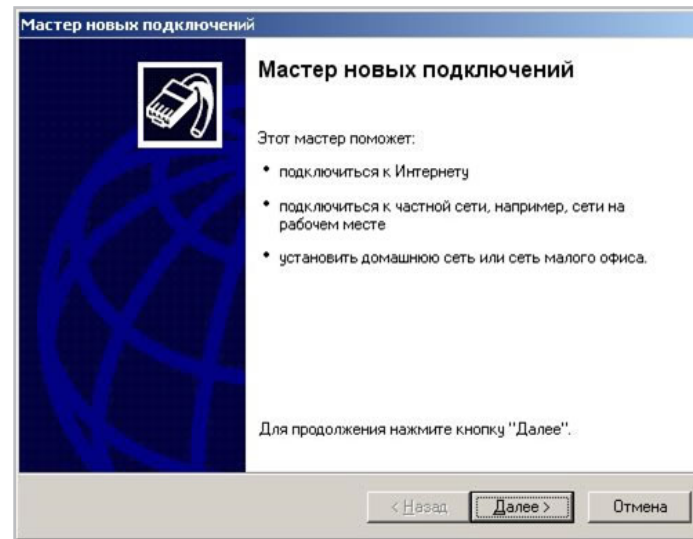 Мастер новых подключений
Мастер новых подключений
Этот мастер поможет:
• подключиться к Интернету
• подключиться к частной сети, например, сети на
рабочем месте
• установить домашнюю сеть или сеть малого офиса.
Для продолжения нажмите кнопку "Далее".
< Назад Далее > Отмена